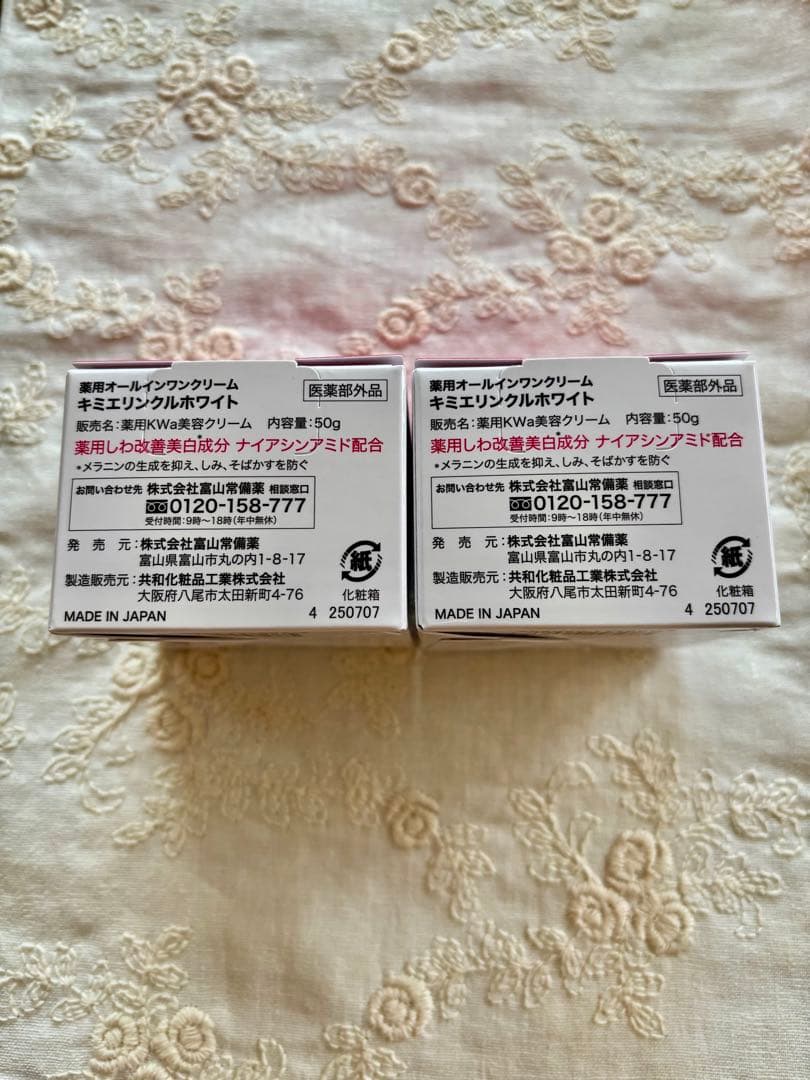 薬用オールインワンクリーム
キミエリンクルホワイト
医薬部外品
販売名:薬用KWa美容クリーム 内容量:50g
薬用しわ改善美白*成分 ナイアシンアミド配合
*メラニンの生成を抑え、しみ、そばかすを防ぐ
お問い合わせ先 株式会社富山常備薬 相談窓口
0120-158-777
受付時間:9時~18時(年中無休)
発売元:株式会社富山常備薬
富山県富山市丸の内1-8-17
製造販売元:共和化粧品工業株式会社
大阪府八尾市太田新町4-76
紙
化粧箱
MADE IN JAPAN
4 250707
薬用オールインワンクリーム
キミエリンクルホワイト
医薬部外品
販売名:薬用KWa美容クリーム 内容量:50g
薬用しわ改善美白*成分 ナイアシンアミド配合
*メラニンの生成を抑え、しみ、そばかすを防ぐ
お問い合わせ先 株式会社富山常備薬 相談窓口
0120-158-777
受付時間:9時~18時(年中無休)
発売元:株式会社富山常備薬
富山県富山市丸の内1-8-17
製造販売元:共和化粧品工業株式会社
大阪府八尾市太田新町4-76
紙
化粧箱
MADE IN JAPAN
4 250707